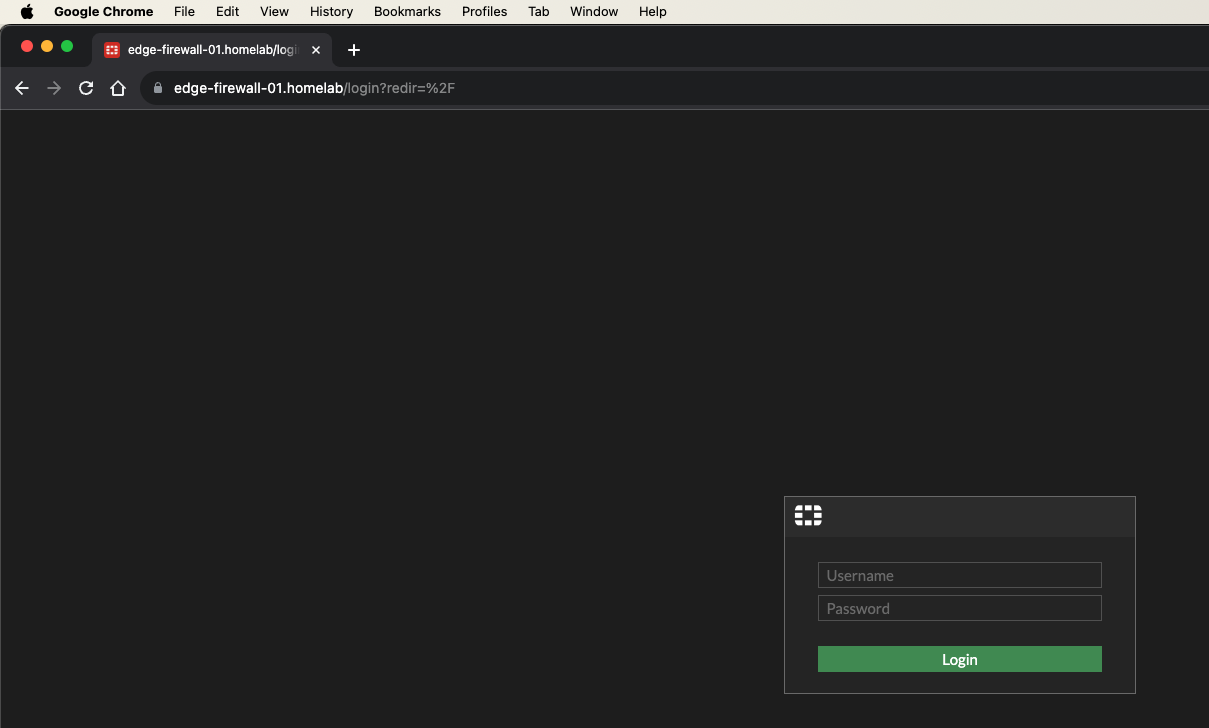 Google Chrome File Edit View History Bookmarks Profiles Tab Window Help
edge-firewall-01.homelab/logi
edge-firewall-01.homelab/login?redir=%2F
Username
Password
Login